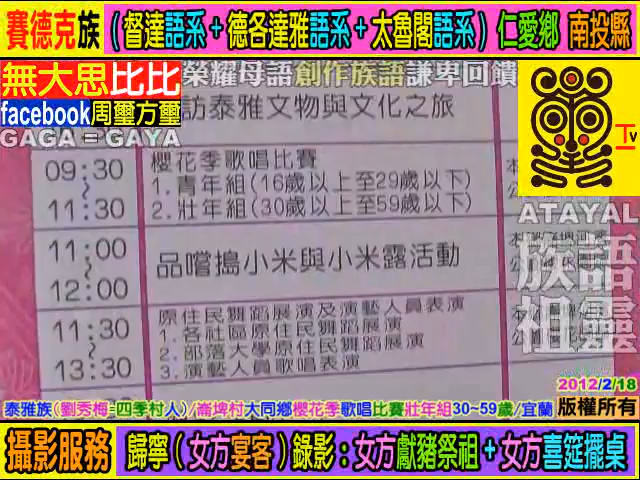 賽德克族(督達語系+德各達雅語系+太魯閣語系)仁愛鄉 南投縣
無大思比比
榮耀母語創作族語謙卑回饋
facebook周璽方璽
訪泰雅文物與文化之旅
GAGA = GAYA
TV
09:30
~
11:30
櫻花季歌唱比賽
1.青年組(16歲以上至29歲以下)
2.壯年組(30歲以上至59歲以下)
ATAYAL
族語
祖靈
11:00
~
12:00
品嚐搗小米與小米露活動
11:30
~
13:30
原住民舞蹈展演及演藝人員表演
1.各社區原住民舞蹈展演
2.部落大學原住民舞蹈展演
3.演藝人員歌唱表演
2012/2/18
泰雅族(劉秀梅=四季村人)/崙埤村大同鄉櫻花季歌唱比賽壯年組30~59歲/宜蘭
版權所有
攝影服務
歸寧(女方宴客)錄影:女方獻豬祭祖+女方喜筵擺桌